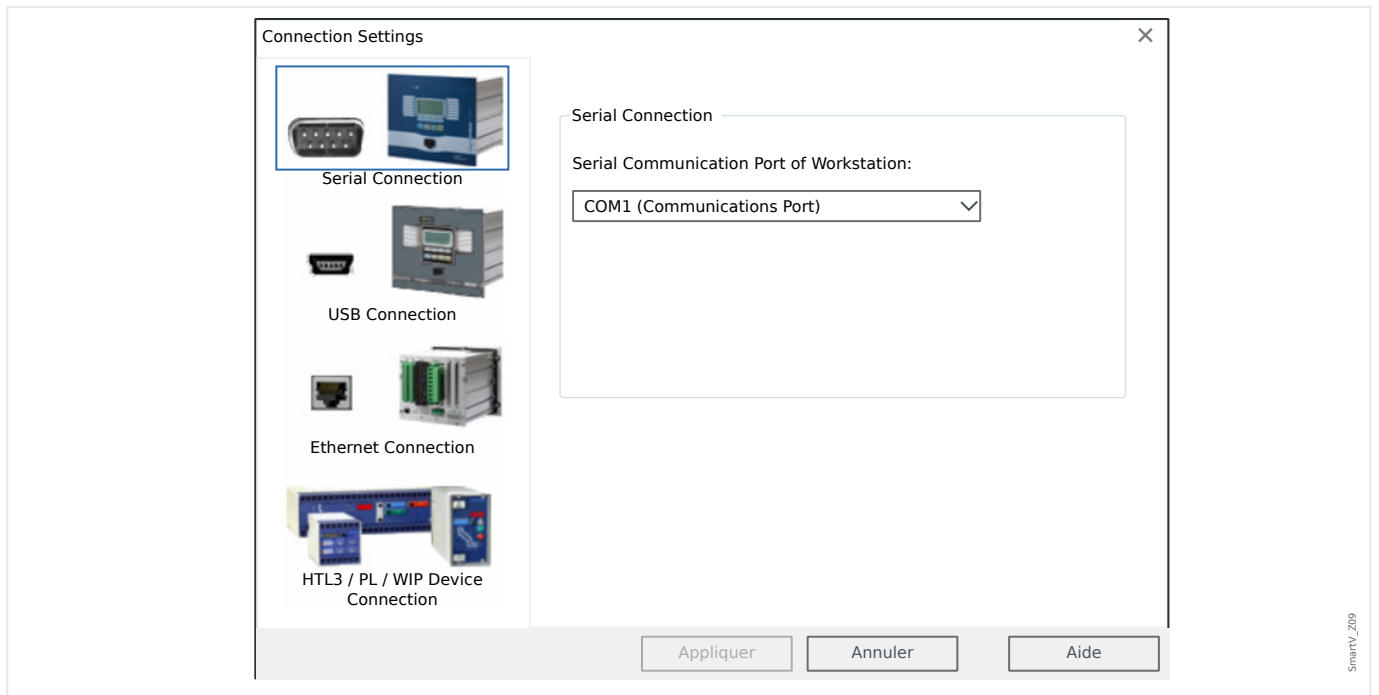 Connection Settings
Serial Connection
USB Connection
Ethernet Connection
HTL3 / PL / WIP Device
Connection
Serial Connection
Serial Communication Port of Workstation:
COM1 (Communications Port)
Appliquer
Annuler
Aide
SmartV_Z09